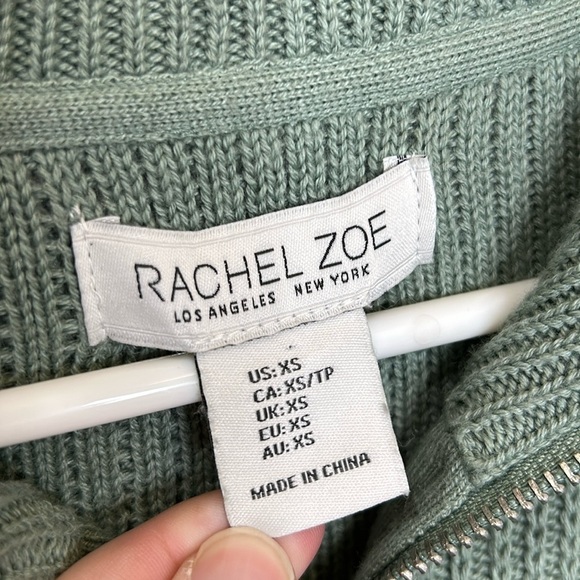 RACHEL ZOE
LOS ANGELES NEW YORK
US: XS
CA: XS/TP
UK: XS
EU: XS
AU: XS
MADE IN CHINA